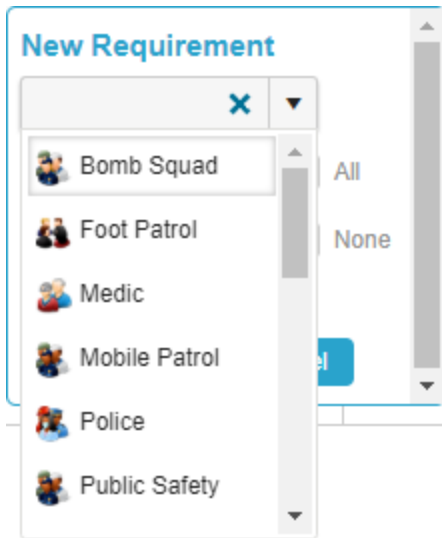 New Requirement
Bomb Squad
All
Foot Patrol
None
Medic
Mobile Patrol
Police
Public Safety